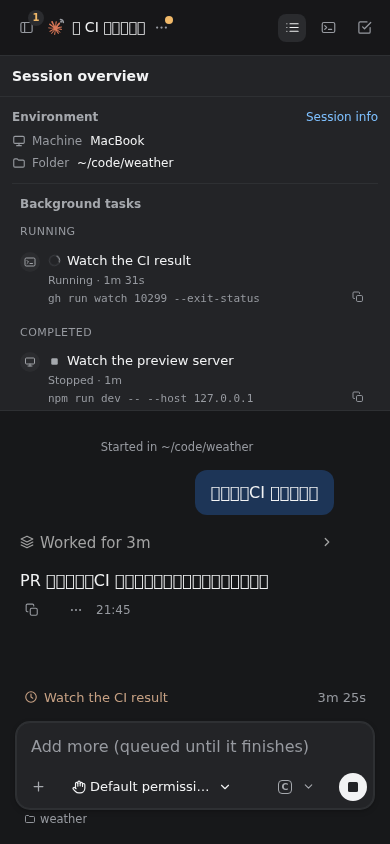 1
CI
Session overview
Environment
Session info
Machine MacBook
Folder ~/code/weather
Background tasks
RUNNING
Watch the CI result
Running · 1m 31s
gh run watch 10299 --exit-status
COMPLETED
Watch the preview server
Stopped · 1m
npm run dev -- --host 127.0.0.1
Started in ~/code/weather
CI
Worked for 3m
PR CI
21:45
Watch the CI result
3m 25s
Add more (queued until it finishes)
Default permissi...
C
weather